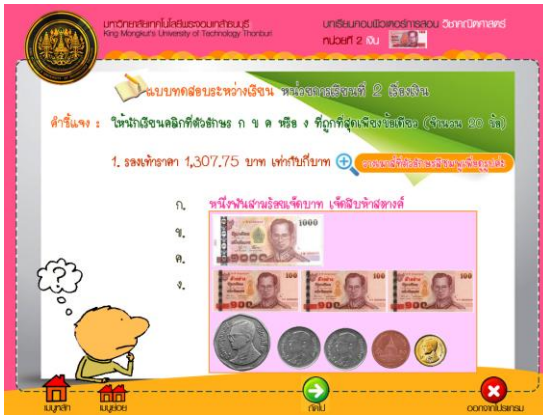 มหาวิทยาลัยเทคโนโลยีพระจอมเกล้าธนบุรี
King Mongkut's University of Technology Thonburi
บทเรียนคอมพิวเตอร์การสอน วิชาคณิตศาสตร์
หน่วยที่ 2 เงิน
แบบทดสอบระหว่างเรียน หน่วยการเรียนที่ 2 เรื่องเงิน
คำชี้แจง : ให้นักเรียนคลิกที่ตัวอักษร ก ข ค หรือ ง ที่ถูกที่สุดเพียงข้อเดียว (จำนวน 20 ข้อ)
1. รองเท้าราคา 1,307.75 บาท เท่ากับกี่บาท
ก. หนึ่งพันสามร้อยเจ็ดบาท เจ็ดสิบห้าสตางค์
ข.
1000
ค.
ง.
100 100 100
เมนูหลัก
เมนูย่อย
ถัดไป
ออกจากโปรแกรม